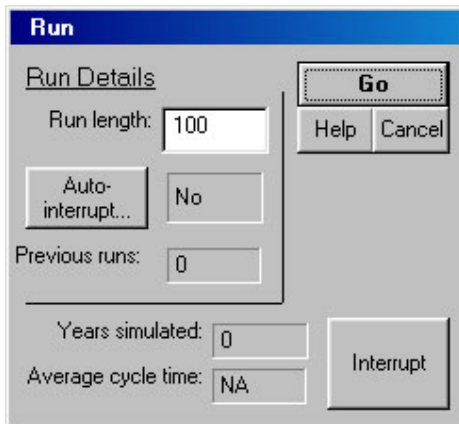 Run
Run Details
Go
Run length: 100
Help Cancel
Auto-
interrupt...
No
Previous runs: 0
Years simulated: 0
Average cycle time: NA
Interrupt